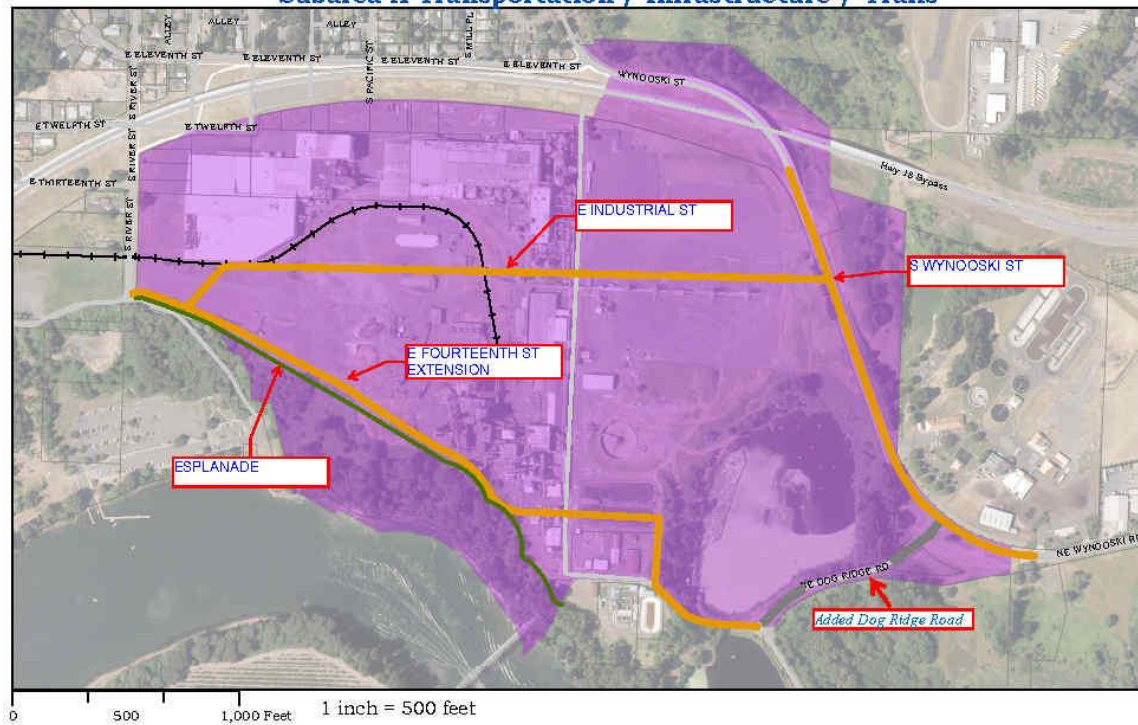 Subarea A Transportation / Infrastructure / Trans
ALLEY
ALLEY
ALLEY
S MILL PL
E ELEVENTH ST
E ELEVENTH ST
E ELEVENTH ST
E ELEVENTH ST
S RIVER ST
S PACIFIC ST
WYNOOSKI ST
E TWELFTH ST
E TWELFTH ST
S RIVER ST
Hwy 18 Bypass
E THIRTEENTH ST
S RIVER ST
E INDUSTRIAL ST
S WYNOOSKI ST
E FOURTEENTH ST
EXTENSION
ESPLANADE
NE WYNOOSKI R
NE DOG RIDGE RD
Added Dog Ridge Road
0 500 1,000 Feet 1 inch = 500 feet